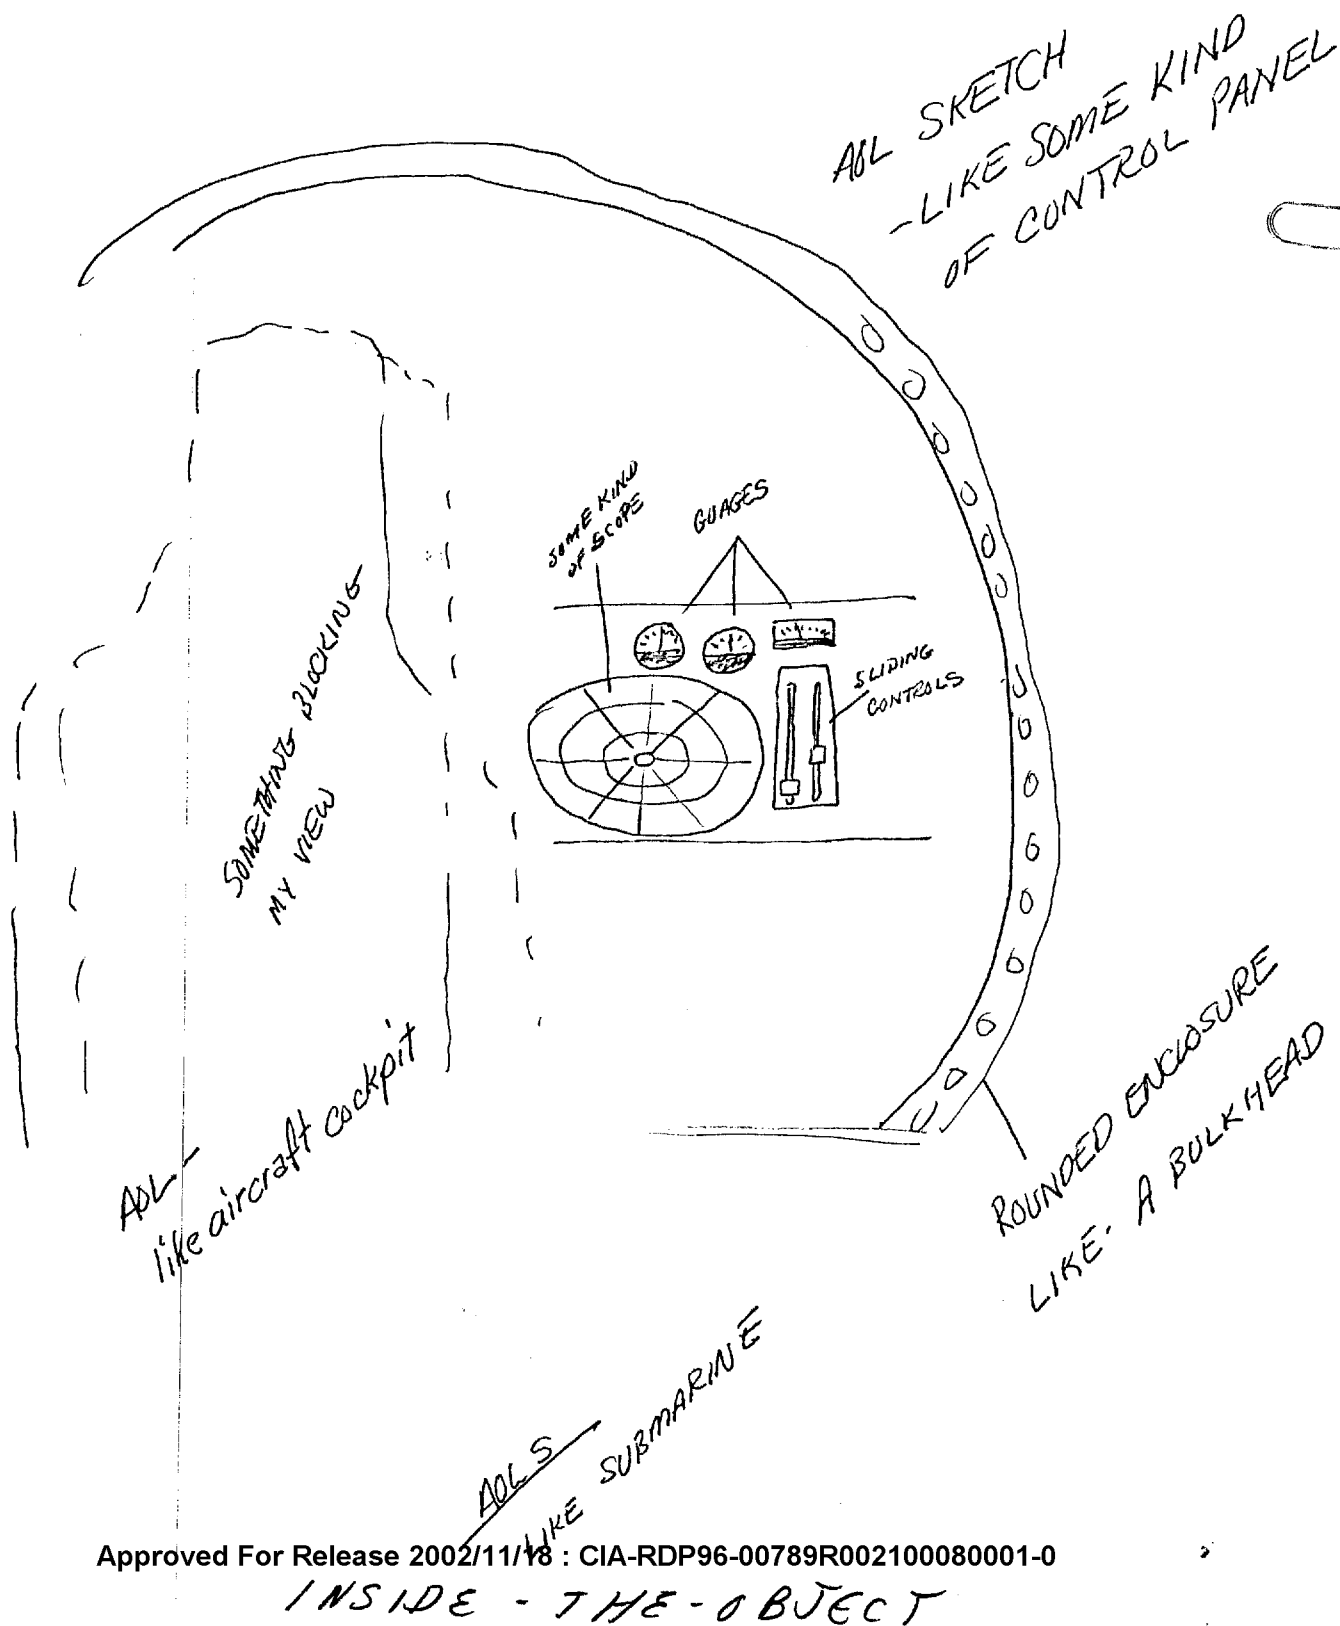 AOL SKETCH
-LIKE SOME KIND
OF CONTROL PANEL
SOME KIND
OF SCOPE
GUAGES
SLIDING
CONTROLS
SOMETHING BLOCKING
MY VIEW
ROUNDED ENCLOSURE
LIKE. A BULKHEAD
AOL -
like aircraft cockpit
AOL S
LIKE SUBMARINE
Approved For Release 2002/11/18 : CIA-RDP96-00789R002100080001-0
INSIDE - THE - OBJECT